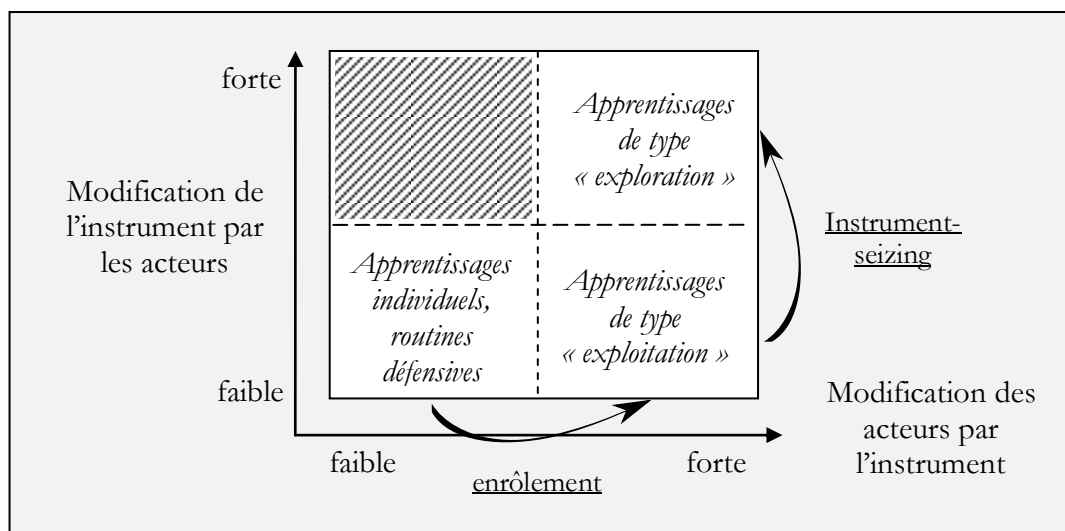 forte
Modification de
l'instrument par
les acteurs
faible
Apprentissages
de type
« exploration »
Apprentissages
individuels,
routines
défensives
Apprentissages
de type
« exploitation »
Instrument-
seizing
Modification des
acteurs par
l'instrument
faible
forte
enrôlement